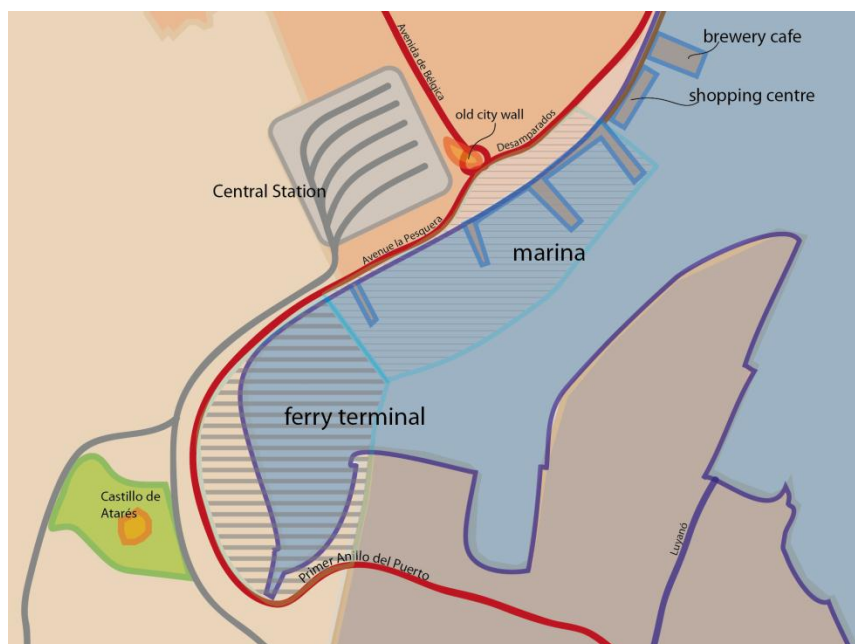 brewery cafe
Avenida de Bélgica
shopping centre
old city wall
Desamparados
Central Station
Avenue la Pesquera
marina
ferry terminal
Castillo de
Atarés
Luyanó
Primer Anillo del Puerto